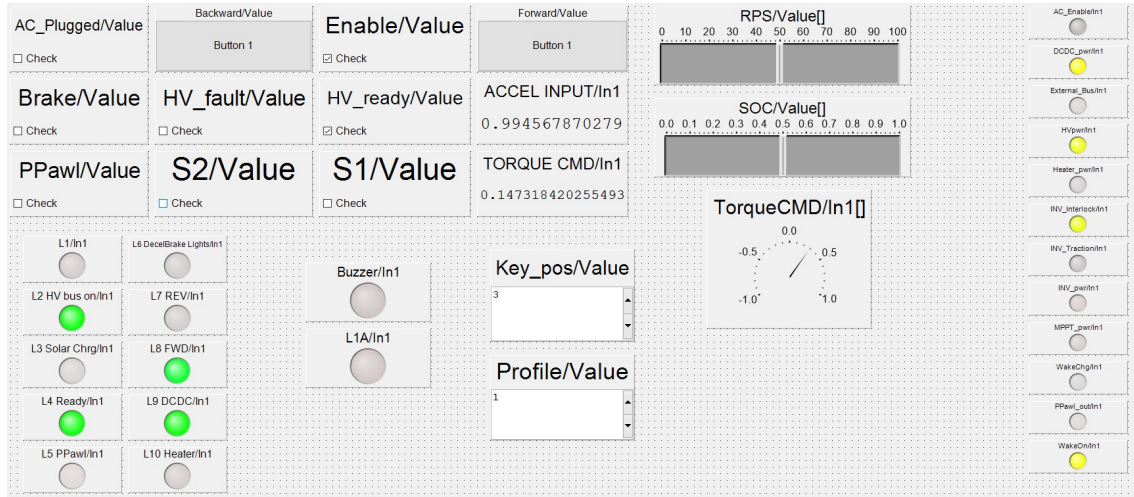 AC_Plugged/Value
Check
Backward/Value
Button 1
Enable/Value
Check
Forward/Value
Button 1
Brake/Value
Check
HV_fault/Value
Check
HV_ready/Value
Check
ACCEL INPUT/In1
0.994567870279
PPawl/Value
Check
S2/Value
Check
S1/Value
Check
TORQUE CMD/In1
0.147318420255493
RPS/Value[]
0 10 20 30 40 50 60 70 80 90 100
SOC/Value[]
0.0 0.1 0.2 0.3 0.4 0.5 0.6 0.7 0.8 0.9 1.0
TorqueCMD/In1[]
0.0
-0.5 0.5
-1.0 1.0
L1/In1
L6 DecelBrake Lights/In1
L2 HV bus on/In1
L7 REV/In1
L3 Solar Chrg/In1
L8 FWD/In1
L4 Ready/In1
L9 DCDC/In1
L5 PPawl/In1
L10 Heater/In1
Buzzer/In1
L1A/In1
Key_pos/Value
3
Profile/Value
1
AC_Enable/In1
DCDC_pwr/In1
External_Bus/In1
HVpwr/In1
Heater_pwr/In1
INV_Interlock/In1
INV_Traction/In1
INV_pwr/In1
MPPT_pwr/In1
WakeChg/In1
PPawl_out/In1
WakeOn/In1